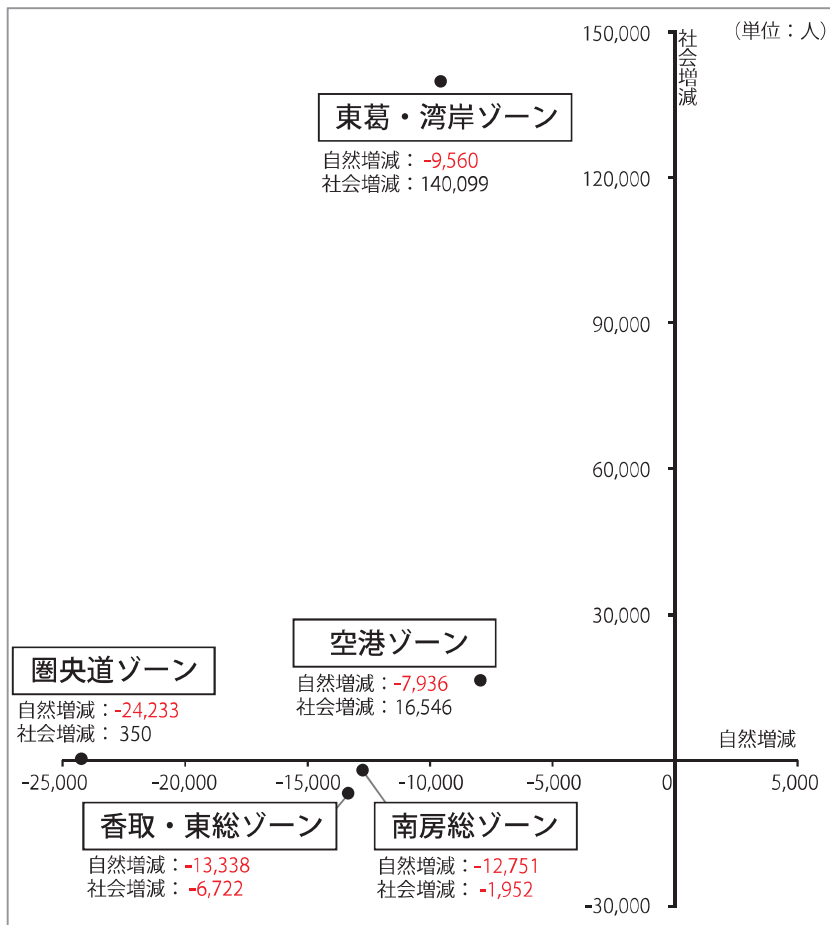 150,000
(単位：人)
社会増減
東葛・湾岸ゾーン
自然増減：-9,560
社会増減：140,099
120,000
90,000
60,000
30,000
空港ゾーン
自然増減：-7,936
社会増減：16,546
圏央道ゾーン
自然増減：-24,233
社会増減：350
自然増減
-25,000
-20,000
-15,000
-10,000
-5,000
0
5,000
香取・東総ゾーン
自然増減：-13,338
社会増減：-6,722
南房総ゾーン
自然増減：-12,751
社会増減：-1,952
-30,000